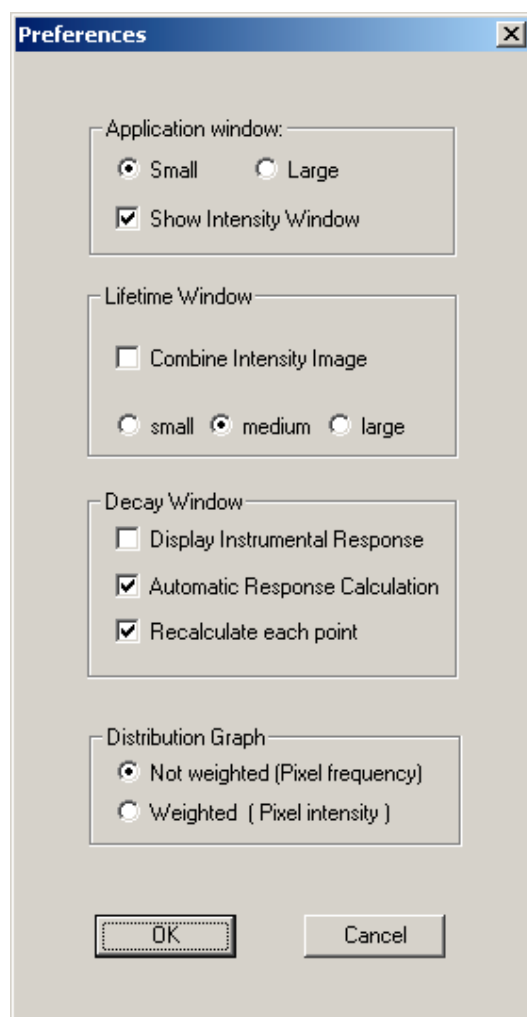 Preferences
Application window:
Small Large
Show Intensity Window
Lifetime Window
Combine Intensity Image
small medium large
Decay Window
Display Instrumental Response
Automatic Response Calculation
Recalculate each point
Distribution Graph
Not weighted (Pixel frequency)
Weighted ( Pixel intensity )
OK Cancel